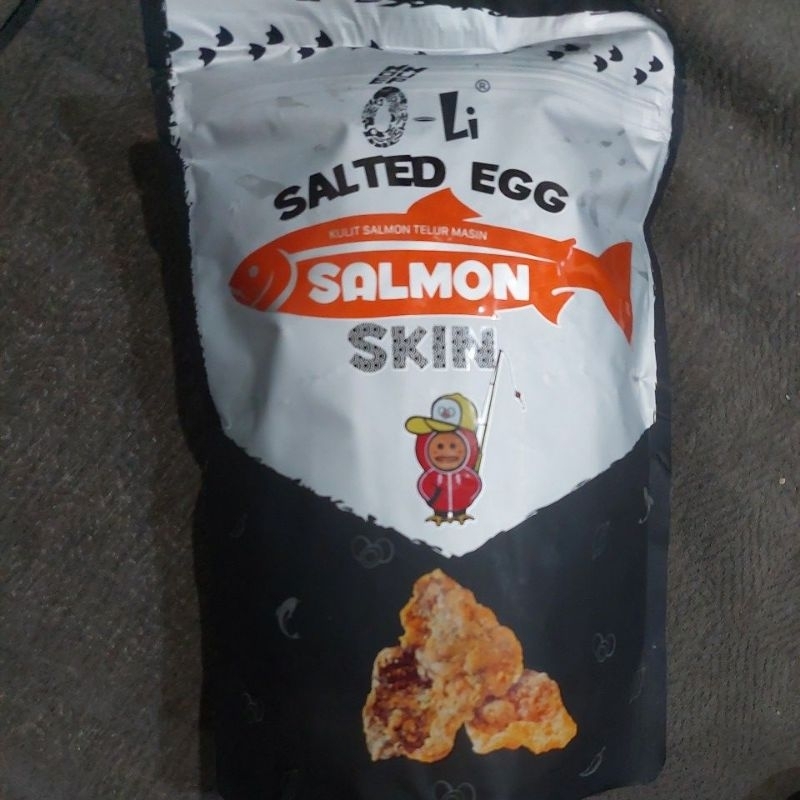 O-Li®
SALTED EGG
KULIT SALMON TELUR MASIN
SALMON
SKIN